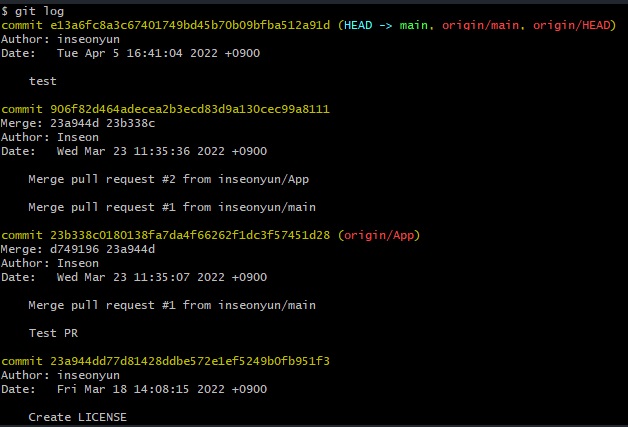 $ git log
commit e13a6fc8a3c67401749bd45b70b09bfba512a91d (HEAD -> main, origin/main, origin/HEAD)
Author: inseonyun
Date:   Tue Apr 5 16:41:04 2022 +0900
test
commit 906f82d464adecea2b3ecd83d9a130cec99a8111
Merge: 23a944d 23b338c
Author: Inseon
Date:   Wed Mar 23 11:35:36 2022 +0900
Merge pull request #2 from inseonyun/App
Merge pull request #1 from inseonyun/main
commit 23b338c0180138fa7da4f66262f1dc3f57451d28 (origin/App)
Merge: d749196 23a944d
Author: Inseon
Date:   Wed Mar 23 11:35:07 2022 +0900
Merge pull request #1 from inseonyun/main
Test PR
commit 23a944dd77d81428ddbe572e1ef5249b0fb951f3
Author: inseonyun
Date:   Fri Mar 18 14:08:15 2022 +0900
Create LICENSE